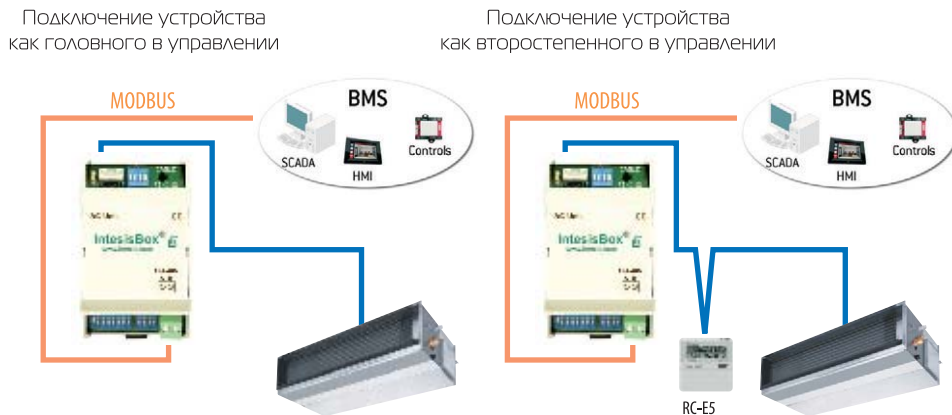 Подключение устройства
как головного в управлении
MODBUS
BMS
SCADA
HMI
Controls
IntesisBox®
Подключение устройства
как второстепенного в управлении
MODBUS
BMS
SCADA
HMI
Controls
IntesisBox®
RC-E5